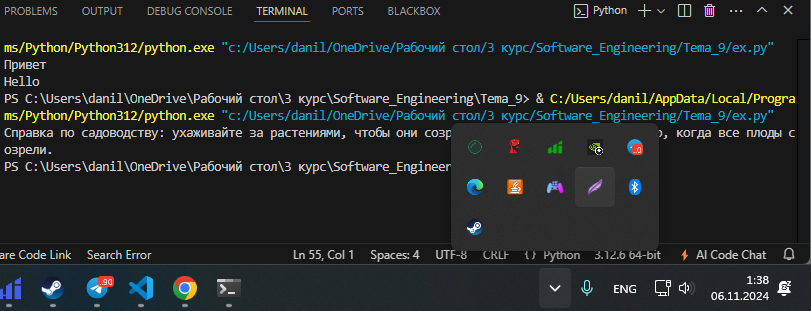 PROBLEMS OUTPUT DEBUG CONSOLE TERMINAL PORTS BLACKBOX Python
ms/Python/Python312/python.exe "c:/Users/danil/OneDrive/Рабочий стол/3 курс/Software_Engineering/Tema_9/ex.py"
Привет
Hello
PS C:\Users\danil\OneDrive\Рабочий стол\3 курс\Software_Engineering\Tema_9> & C:/Users/danil/AppData/Local/Progra
ms/Python/Python312/python.exe "c:/Users/danil/OneDrive/Рабочий стол/3 курс/Software_Engineering/Tema_9/ex.py"
Справка по садоводству: ухаживайте за растениями, чтобы они созр о, когда все плоды с
озрели.
PS C:\Users\danil\OneDrive\Рабочий стол\3 курс\Software_Engineer
are Code Link Search Error Ln 55, Col 1 Spaces: 4 UTF-8 CRLF {} Python 3.12.6 64-bit AI Code Chat
90 ENG 1:38
06.11.2024